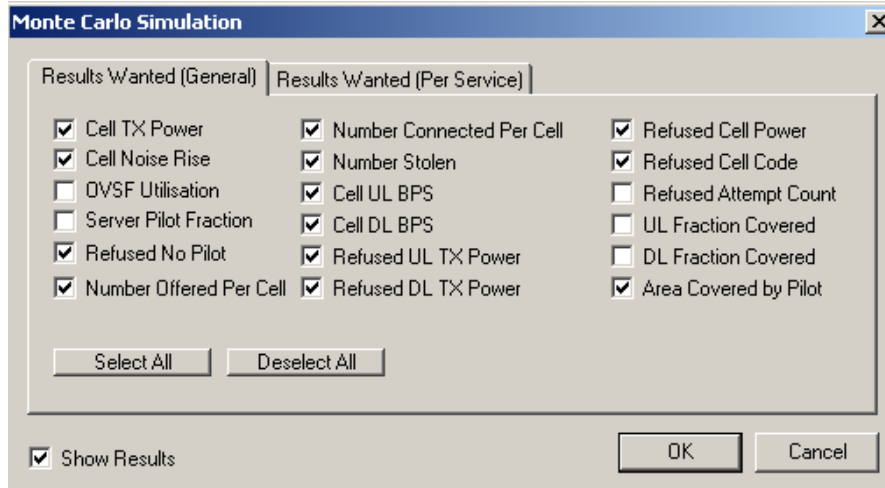 Monte Carlo Simulation
Results Wanted (General)
Results Wanted (Per Service)
Cell TX Power
Cell Noise Rise
OVSF Utilisation
Server Pilot Fraction
Refused No Pilot
Number Offered Per Cell
Number Connected Per Cell
Number Stolen
Cell UL BPS
Cell DL BPS
Refused UL TX Power
Refused DL TX Power
Refused Cell Power
Refused Cell Code
Refused Attempt Count
UL Fraction Covered
DL Fraction Covered
Area Covered by Pilot
Select All
Deselect All
Show Results
OK
Cancel